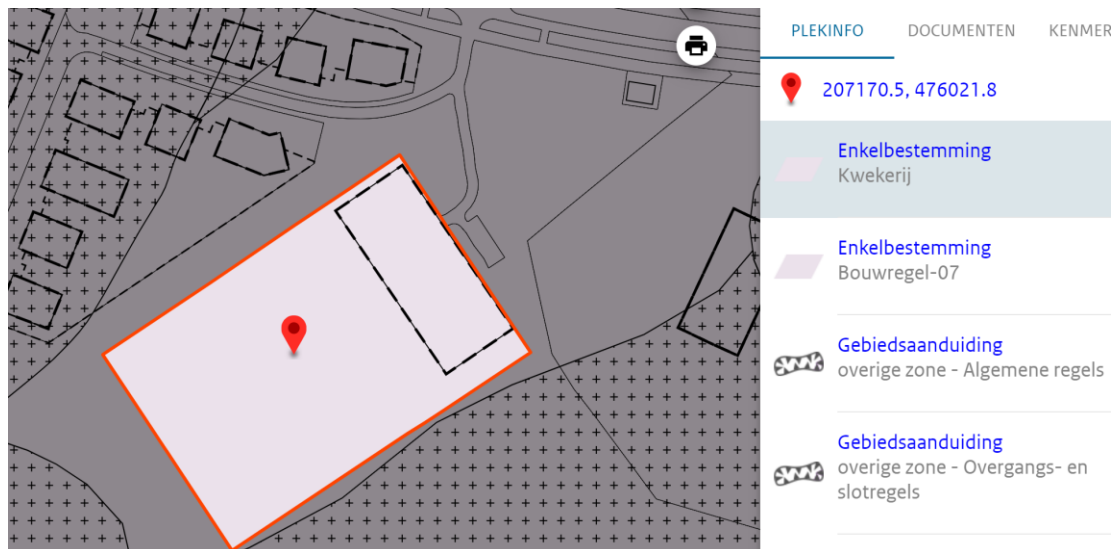 PLEKINFO DOCUMENTEN KENMER
207170.5, 476021.8
Enkelbestemming
Kwekerij
Enkelbestemming
Bouwregel-07
Gebiedsaanduiding
overige zone - Algemene regels
Gebiedsaanduiding
overige zone - Overgangs- en
slotregels